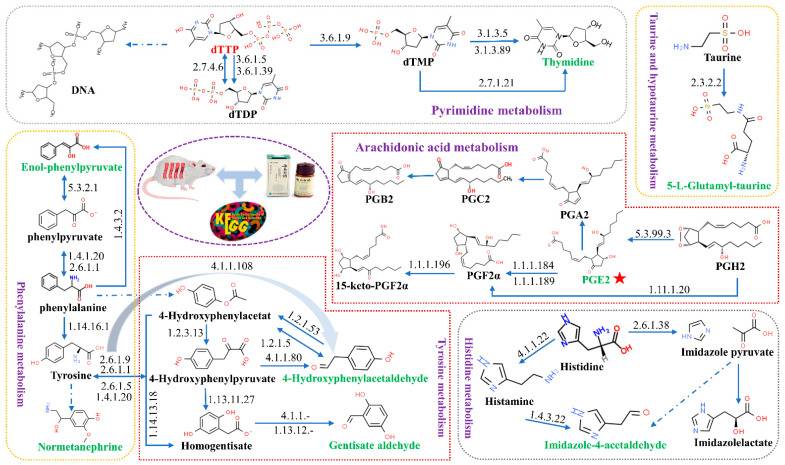 DNA
dTTP
2.7.4.6
3.6.1.5
3.6.1.39
dTDP
3.6.1.9
dTMP
3.1.3.5
3.1.3.89
Thymidine
2.7.1.21
Pyrimidine metabolism
Taurine and hypotaurine metabolism
Taurine
2.3.2.2
5-L-Glutamyl-taurine
Phenylalanine metabolism
Enol-phenylpyruvate
5.3.2.1
phenylpyruvate
1.4.3.2
1.4.1.20
2.6.1.1
phenylalanine
1.14.16.1
Tyrosine
2.6.1.9
2.6.1.1
2.6.1.5
1.4.1.20
Normetanephrine
KEGG
Arachidonic acid metabolism
PGB2
PGC2
PGA2
15-keto-PGF2α
1.1.1.196
PGF2α
1.1.1.184
1.1.1.189
PGE2
5.3.99.3
PGH2
1.11.1.20
4.1.1.108
4-Hydroxyphenylacetat
1.2.3.13
1.2.1.53
1.2.1.5
4-Hydroxyphenylpyruvate
4.1.1.80
4-Hydroxyphenylacetaldehyde
1.14.13.18
1,13,11.27
Homogentisate
4.1.1.-
1.13.12.-
Gentisate aldehyde
Tyrosine metabolism
Histidine metabolism
4.1.1.22
Histidine
2.6.1.38
Imidazole pyruvate
Histamine
1.4.3.22
Imidazole-4-acetaldehyde
Imidazolelactate